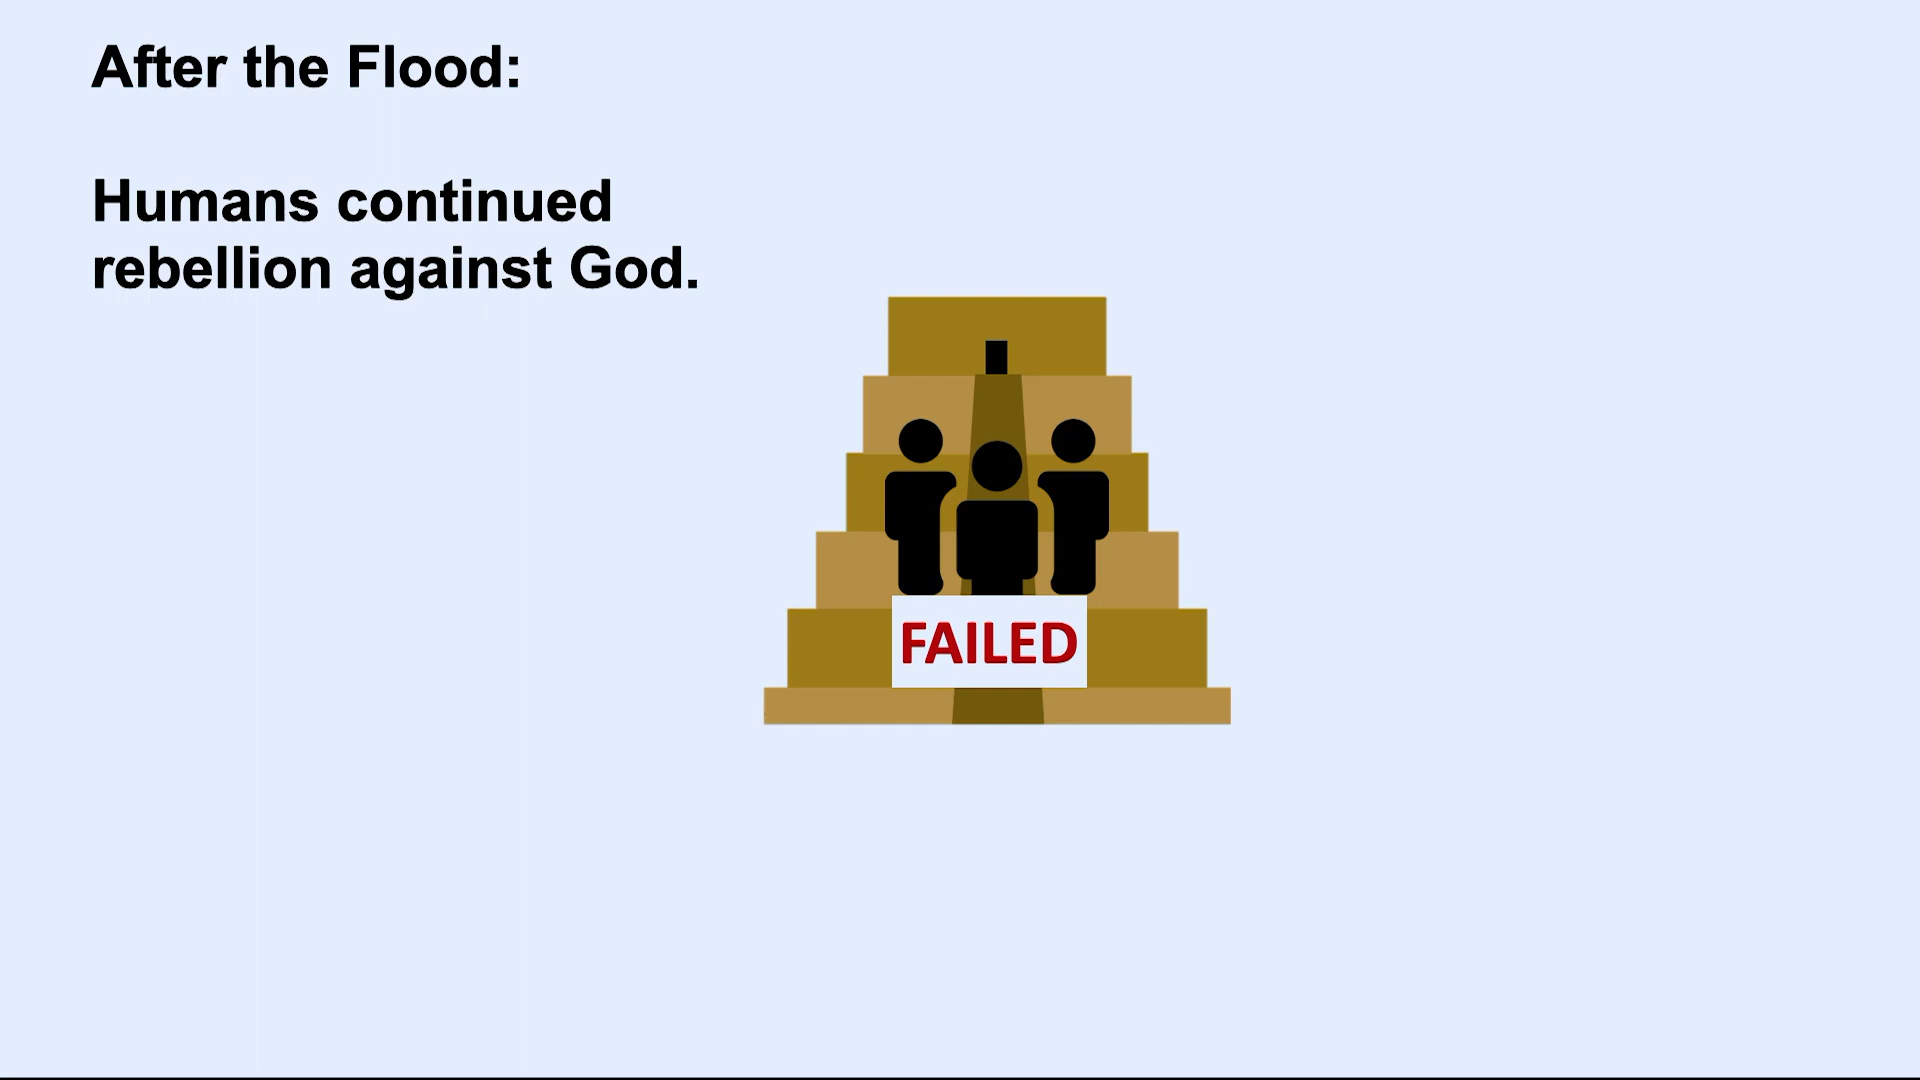 After the Flood:
Humans continued
rebellion against God.
FAILED